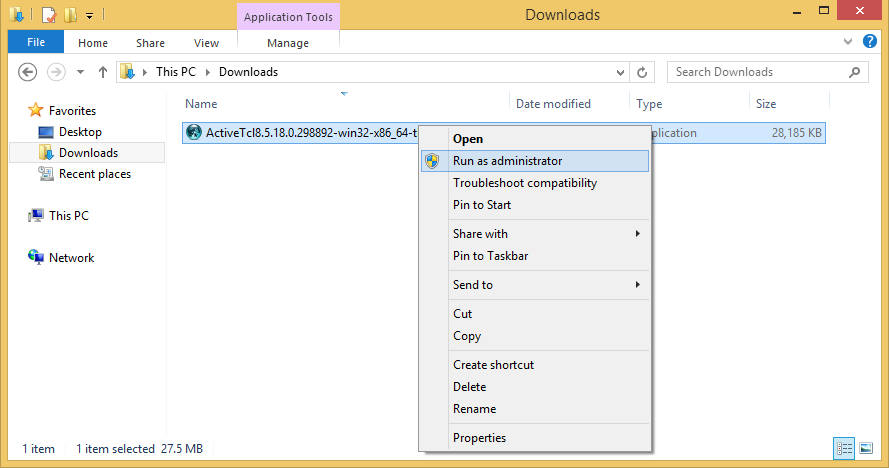 Application Tools
Downloads
File Home Share View Manage
This PC Downloads
Search Downloads
Favorites
Desktop
Downloads
Recent places
This PC
Network
Name Date modified Type Size
ActiveTcl8.5.18.0.298892-win32-x86_64-t pplication 28,185 KB
Open
Run as administrator
Troubleshoot compatibility
Pin to Start
Share with
Pin to Taskbar
Send to
Cut
Copy
Create shortcut
Delete
Rename
Properties
1 item 1 item selected 27.5 MB